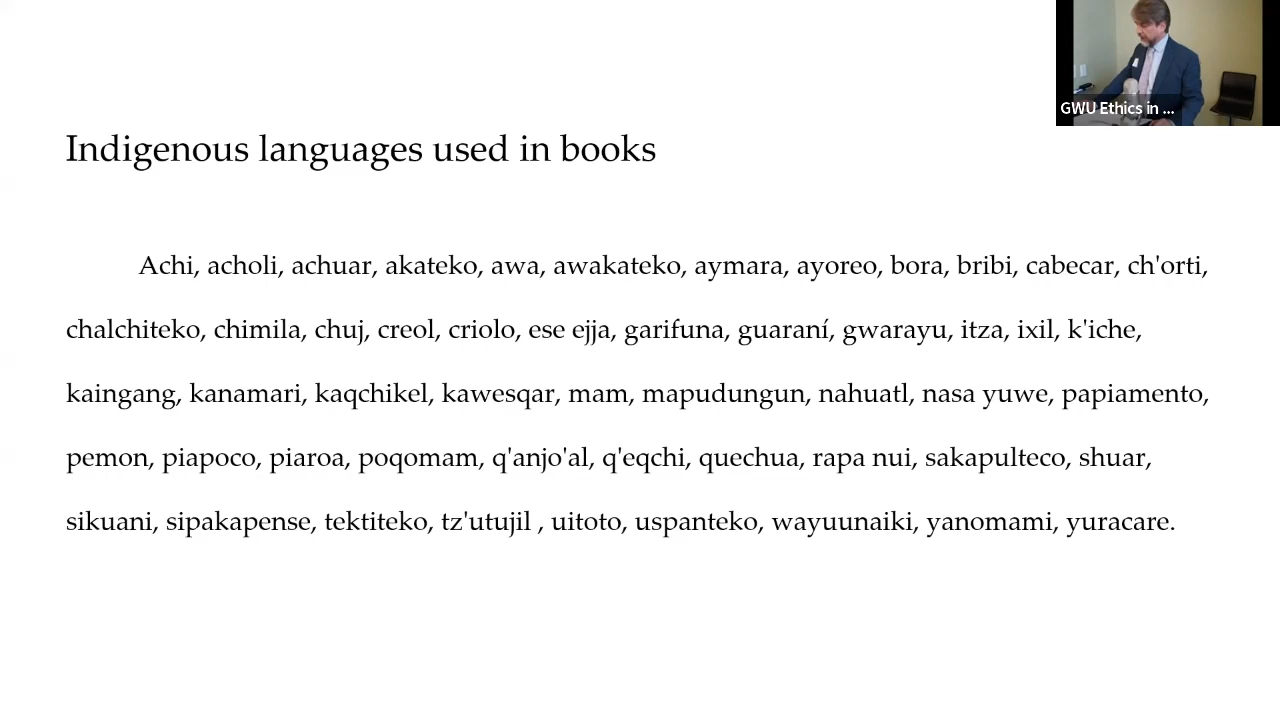 GWU Ethics in ...
Indigenous languages used in books
Achi, acholi, achuar, akateko, awa, awakateko, aymara, ayoreo, bora, bribi, cabecar, ch'orti,
chalchiteko, chimila, chuj, creol, criolo, ese ejja, garifuna, guaraní, gwarayu, itza, ixil, k'iche,
kaingang, kanamari, kaqchikel, kawesqar, mam, mapudungun, nahuatl, nasa yuwe, papiamento,
pemon, piapoco, piaroa, poqomam, q'anjo'al, q'eqchi, quechua, rapa nui, sakapulteco, shuar,
sikuani, sipakapense, tektiteko, tz'utujil , uitoto, uspanteko, wayuunaiki, yanomami, yuracare.